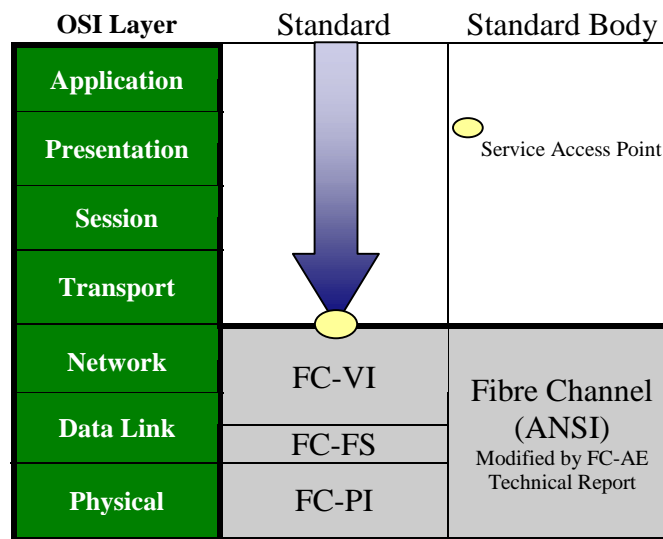 OSI Layer Standard Standard Body
Application
Presentation
Service Access Point
Session
Transport
Network
FC-VI
Fibre Channel
(ANSI)
Modified by FC-AE
Technical Report
Data Link
FC-FS
Physical
FC-PI